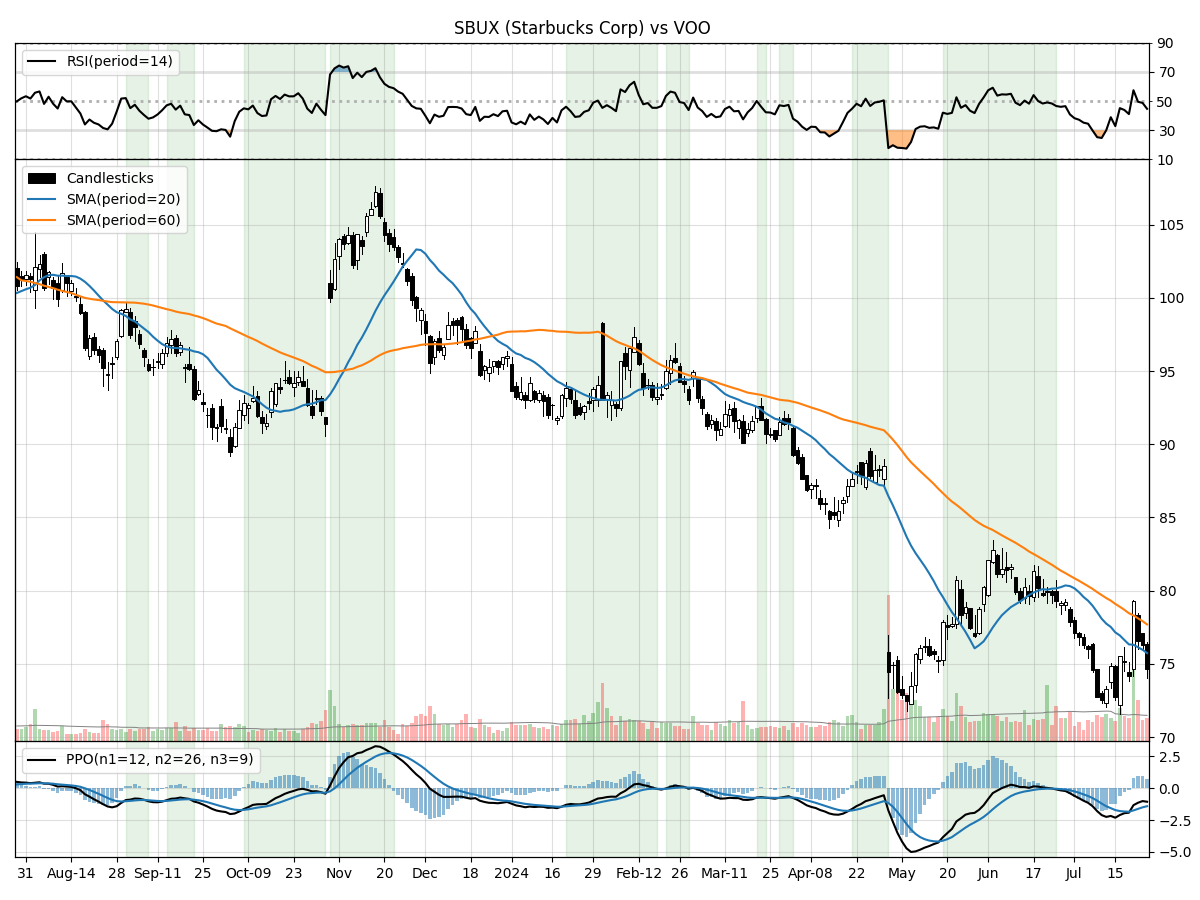 SBUX (Starbucks Corp) vs VOO
RSI(period=14)
90
70
50
30
10
Candlesticks
SMA(period=20)
SMA(period=60)
105
100
95
90
85
80
75
70
PPO(n1=12, n2=26, n3=9)
2.5
0.0
−2.5
−5.0
31 Aug-14 28 Sep-11 25 Oct-09 23 Nov 20 Dec 18 2024 16 29 Feb-12 26 Mar-11 25 Apr-08 22 May 20 Jun 17 Jul 15